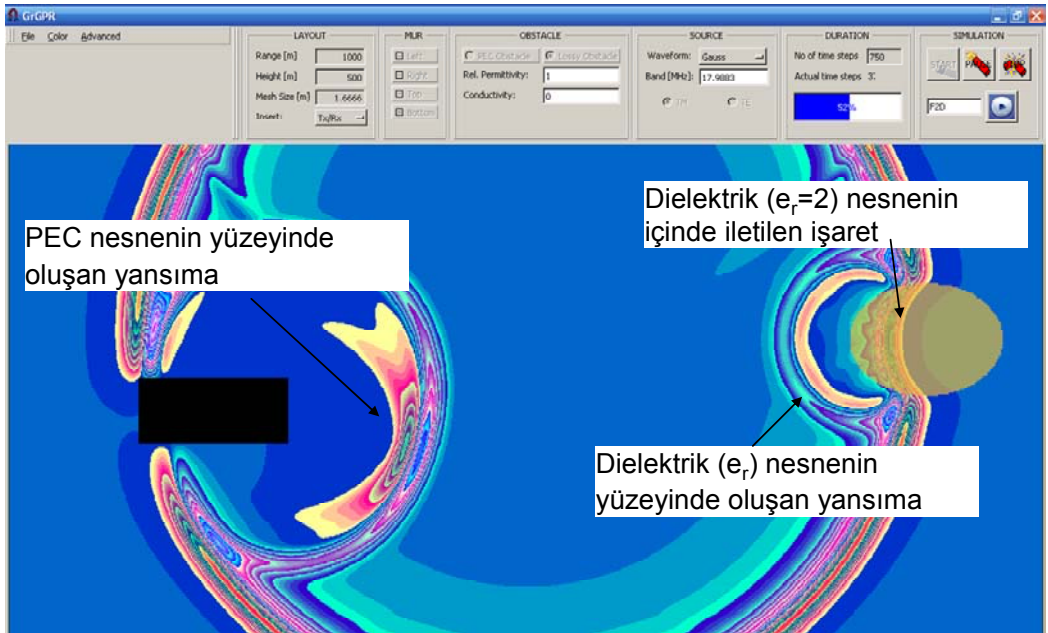 GrGPR
File Color Advanced
LAYOUT
Range [m] 1000
Height [m] 500
Mesh Size [m] 1.6666
Insert: Tx/Rx
MUR
Left
Right
Top
Bottom
OBSTACLE
PEC Obstacle Lossy Obstacle
Rel. Permittivity: 1
Conductivity: 0
SOURCE
Waveform: Gauss
Band [MHz]: 17.9883
TM TE
DURATION
No of time steps 750
Actual time steps
52%
SIMULATION
START
F2D
PEC nesnenin yüzeyinde
oluşan yansıma
Dielektrik (er=2) nesnenin
içinde iletilen işaret
Dielektrik (er) nesnenin
yüzeyinde oluşan yansıma